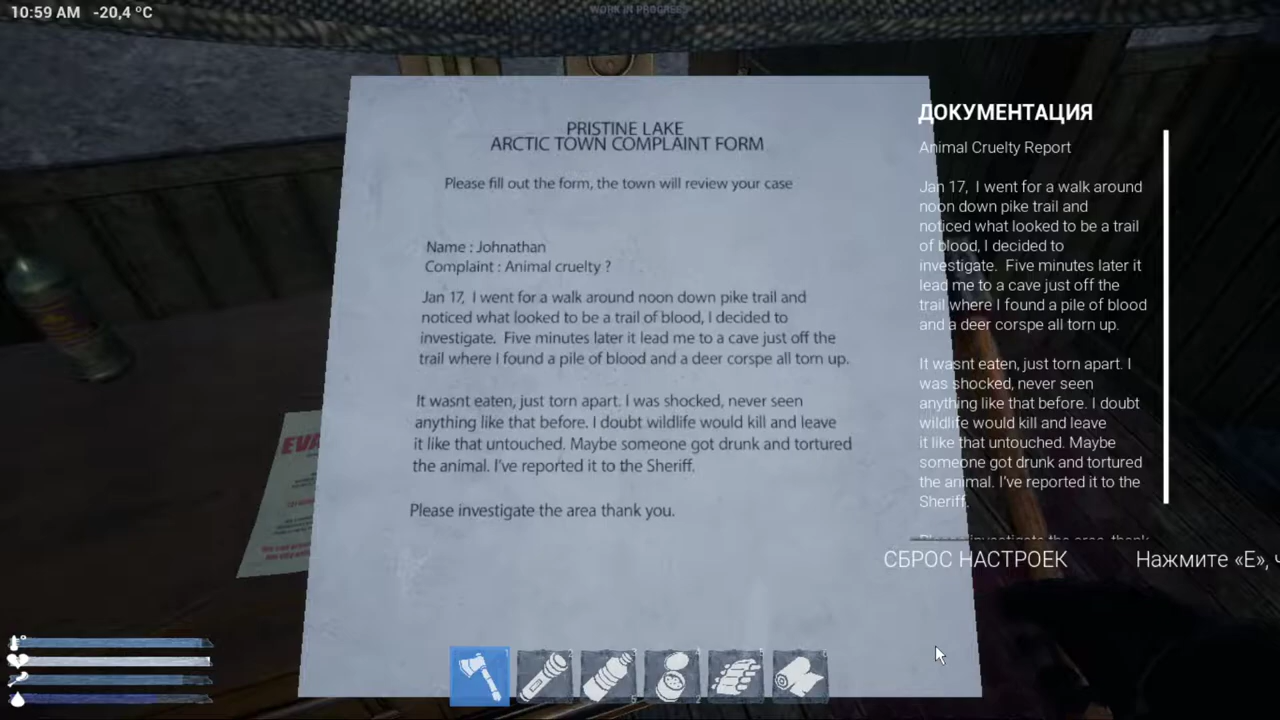 10:59 AM -20,4 °C
WORK IN PROGRESS
PRISTINE LAKE
ARCTIC TOWN COMPLAINT FORM
Please fill out the form, the town will review your case
Name : Johnathan
Complaint : Animal cruelty ?
Jan 17, I went for a walk around noon down pike trail and
noticed what looked to be a trail of blood, I decided to
investigate. Five minutes later it lead me to a cave just off the
trail where I found a pile of blood and a deer corspe all torn up.
It wasnt eaten, just torn apart. I was shocked, never seen
anything like that before. I doubt wildlife would kill and leave
it like that untouched. Maybe someone got drunk and tortured
the animal. I've reported it to the Sheriff.
Please investigate the area thank you.
ДОКУМЕНТАЦИЯ
Animal Cruelty Report
Jan 17, I went for a walk around
noon down pike trail and
noticed what looked to be a trail
of blood, I decided to
investigate. Five minutes later it
lead me to a cave just off the
trail where I found a pile of blood
and a deer corspe all torn up.
It wasnt eaten, just torn apart. I
was shocked, never seen
anything like that before. I doubt
wildlife would kill and leave
it like that untouched. Maybe
someone got drunk and tortured
the animal. I've reported it to the
Sheriff.
Please investigate the area, thank
СБРОС НАСТРОЕК
Нажмите «E», ч
EVA